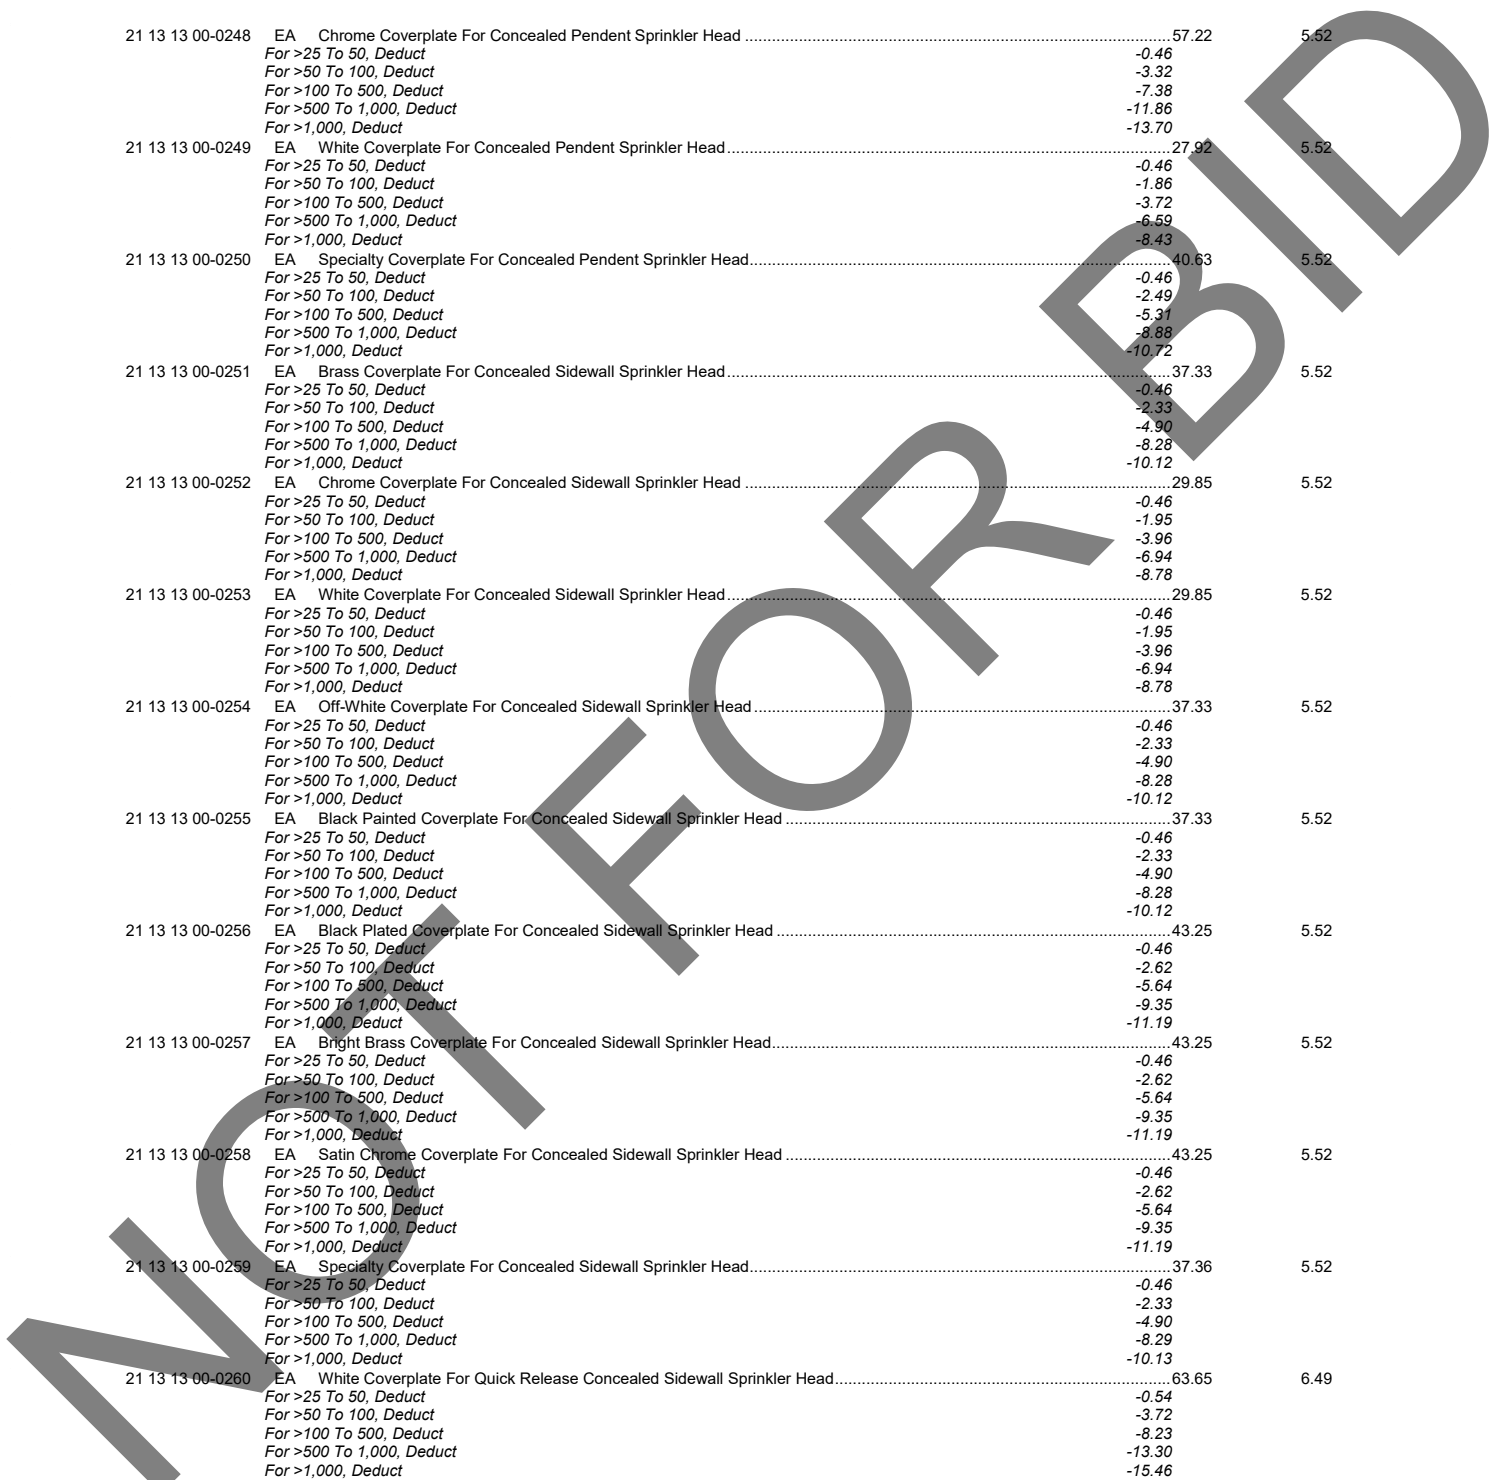 21 13 13 00-0248 EA Chrome Coverplate For Concealed Pendent Sprinkler Head 57.22 5.52
For >25 To 50, Deduct -0.46
For >50 To 100, Deduct -3.32
For >100 To 500, Deduct -7.38
For >500 To 1,000, Deduct -11.86
For >1,000, Deduct -13.70
21 13 13 00-0249 EA White Coverplate For Concealed Pendent Sprinkler Head 27.92 5.52
For >25 To 50, Deduct -0.46
For >50 To 100, Deduct -1.86
For >100 To 500, Deduct -3.72
For >500 To 1,000, Deduct -6.59
For >1,000, Deduct -8.43
21 13 13 00-0250 EA Specialty Coverplate For Concealed Pendent Sprinkler Head 40.63 5.52
For >25 To 50, Deduct -0.46
For >50 To 100, Deduct -2.49
For >100 To 500, Deduct -5.31
For >500 To 1,000, Deduct -8.88
For >1,000, Deduct -10.72
21 13 13 00-0251 EA Brass Coverplate For Concealed Sidewall Sprinkler Head 37.33 5.52
For >25 To 50, Deduct -0.46
For >50 To 100, Deduct -2.33
For >100 To 500, Deduct -4.90
For >500 To 1,000, Deduct -8.28
For >1,000, Deduct -10.12
21 13 13 00-0252 EA Chrome Coverplate For Concealed Sidewall Sprinkler Head 29.85 5.52
For >25 To 50, Deduct -0.46
For >50 To 100, Deduct -1.95
For >100 To 500, Deduct -3.96
For >500 To 1,000, Deduct -6.94
For >1,000, Deduct -8.78
21 13 13 00-0253 EA White Coverplate For Concealed Sidewall Sprinkler Head 29.85 5.52
For >25 To 50, Deduct -0.46
For >50 To 100, Deduct -1.95
For >100 To 500, Deduct -3.96
For >500 To 1,000, Deduct -6.94
For >1,000, Deduct -8.78
21 13 13 00-0254 EA Off-White Coverplate For Concealed Sidewall Sprinkler Head 37.33 5.52
For >25 To 50, Deduct -0.46
For >50 To 100, Deduct -2.33
For >100 To 500, Deduct -4.90
For >500 To 1,000, Deduct -8.28
For >1,000, Deduct -10.12
21 13 13 00-0255 EA Black Painted Coverplate For Concealed Sidewall Sprinkler Head 37.33 5.52
For >25 To 50, Deduct -0.46
For >50 To 100, Deduct -2.33
For >100 To 500, Deduct -4.90
For >500 To 1,000, Deduct -8.28
For >1,000, Deduct -10.12
21 13 13 00-0256 EA Black Plated Coverplate For Concealed Sidewall Sprinkler Head 43.25 5.52
For >25 To 50, Deduct -0.46
For >50 To 100, Deduct -2.62
For >100 To 500, Deduct -5.64
For >500 To 1,000, Deduct -9.35
For >1,000, Deduct -11.19
21 13 13 00-0257 EA Bright Brass Coverplate For Concealed Sidewall Sprinkler Head 43.25 5.52
For >25 To 50, Deduct -0.46
For >50 To 100, Deduct -2.62
For >100 To 500, Deduct -5.64
For >500 To 1,000, Deduct -9.35
For >1,000, Deduct -11.19
21 13 13 00-0258 EA Satin Chrome Coverplate For Concealed Sidewall Sprinkler Head 43.25 5.52
For >25 To 50, Deduct -0.46
For >50 To 100, Deduct -2.62
For >100 To 500, Deduct -5.64
For >500 To 1,000, Deduct -9.35
For >1,000, Deduct -11.19
21 13 13 00-0259 EA Specialty Coverplate For Concealed Sidewall Sprinkler Head 37.36 5.52
For >25 To 50, Deduct -0.46
For >50 To 100, Deduct -2.33
For >100 To 500, Deduct -4.90
For >500 To 1,000, Deduct -8.29
For >1,000, Deduct -10.13
21 13 13 00-0260 EA White Coverplate For Quick Release Concealed Sidewall Sprinkler Head 63.65 6.49
For >25 To 50, Deduct -0.54
For >50 To 100, Deduct -3.72
For >100 To 500, Deduct -8.23
For >500 To 1,000, Deduct -13.30
For >1,000, Deduct -15.46
NOT FOR BID